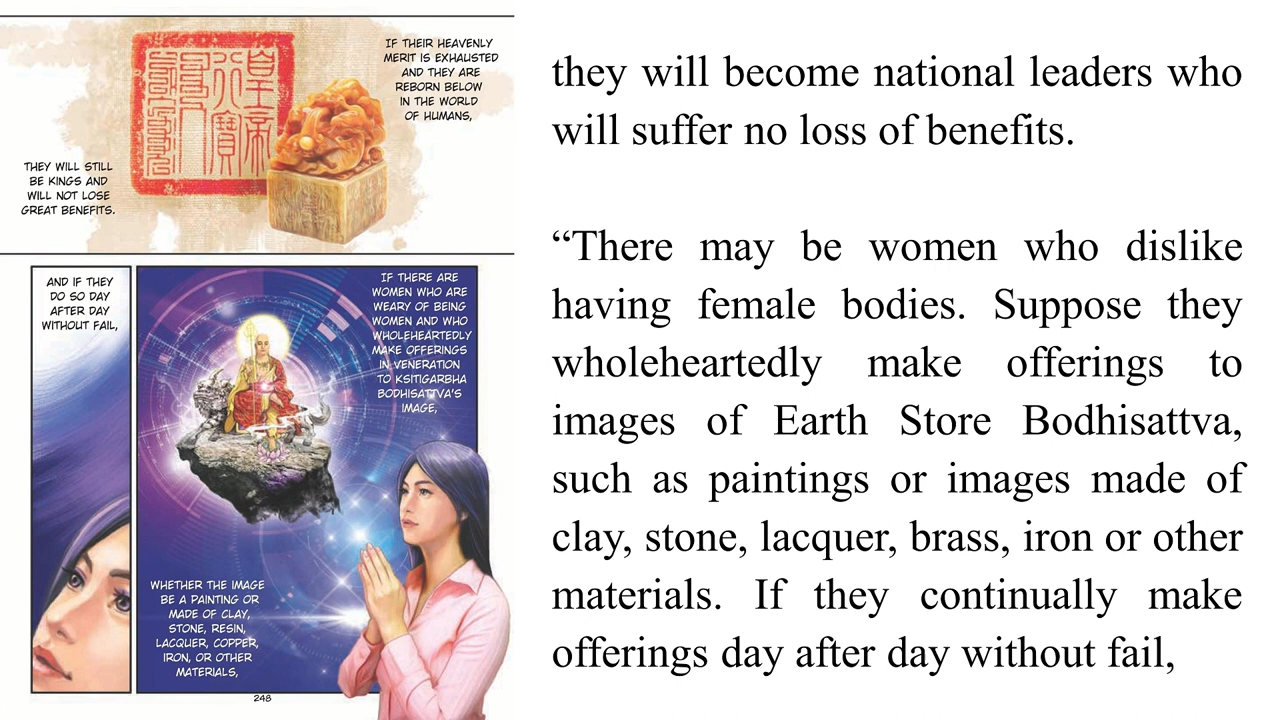 IF THEIR HEAVENLY
MERIT IS EXHAUSTED
AND THEY ARE
REBORN BELOW
IN THE WORLD
OF HUMANS,
皇帝
行寶
THEY WILL STILL
BE KINGS AND
WILL NOT LOSE
GREAT BENEFITS.
AND IF THEY
DO SO DAY
AFTER DAY
WITHOUT FAIL,
IF THERE ARE
WOMEN WHO ARE
WEARY OF BEING
WOMEN AND WHO
WHOLEHEARTEDLY
MAKE OFFERINGS
IN VENERATION
TO KSITIGARBHA
BODHISATTVA'S
IMAGE,
WHETHER THE IMAGE
BE A PAINTING OR
MADE OF CLAY,
STONE, RESIN,
LACQUER, COPPER,
IRON, OR OTHER
MATERIALS,
248
they will become national leaders who
will suffer no loss of benefits.
“There may be women who dislike
having female bodies. Suppose they
wholeheartedly make offerings to
images of Earth Store Bodhisattva,
such as paintings or images made of
clay, stone, lacquer, brass, iron or other
materials. If they continually make
offerings day after day without fail,